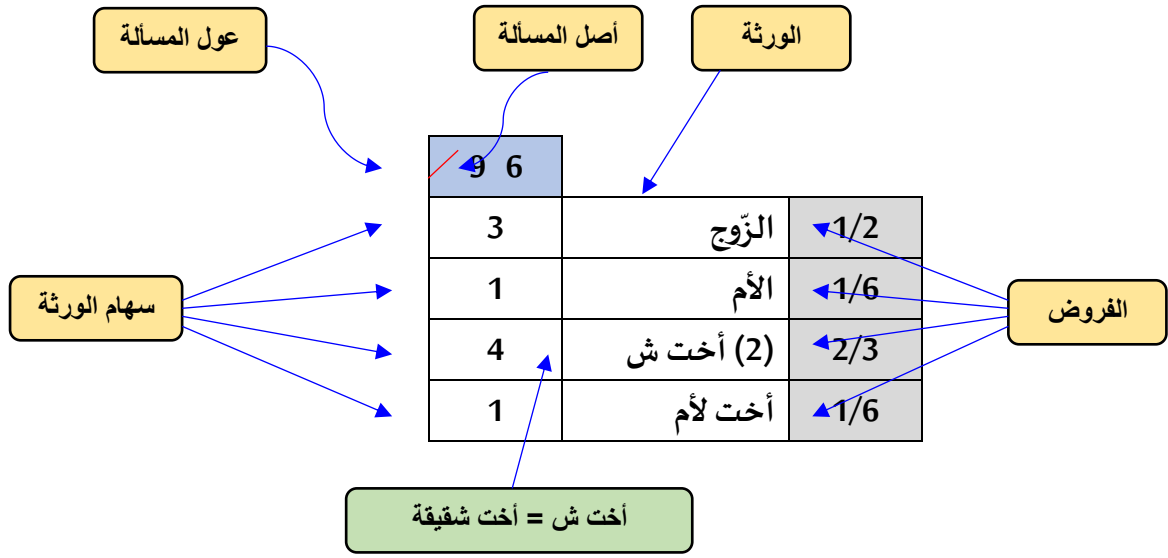 عول المسألة
أصل المسألة
الورثة
9 6
1/2 الزّوج 3
1/6 الأم 1
2/3 (2) أخت ش 4
1/6 أخت لأم 1
الفروض
سهام الورثة
أخت ش = أخت شقيقة